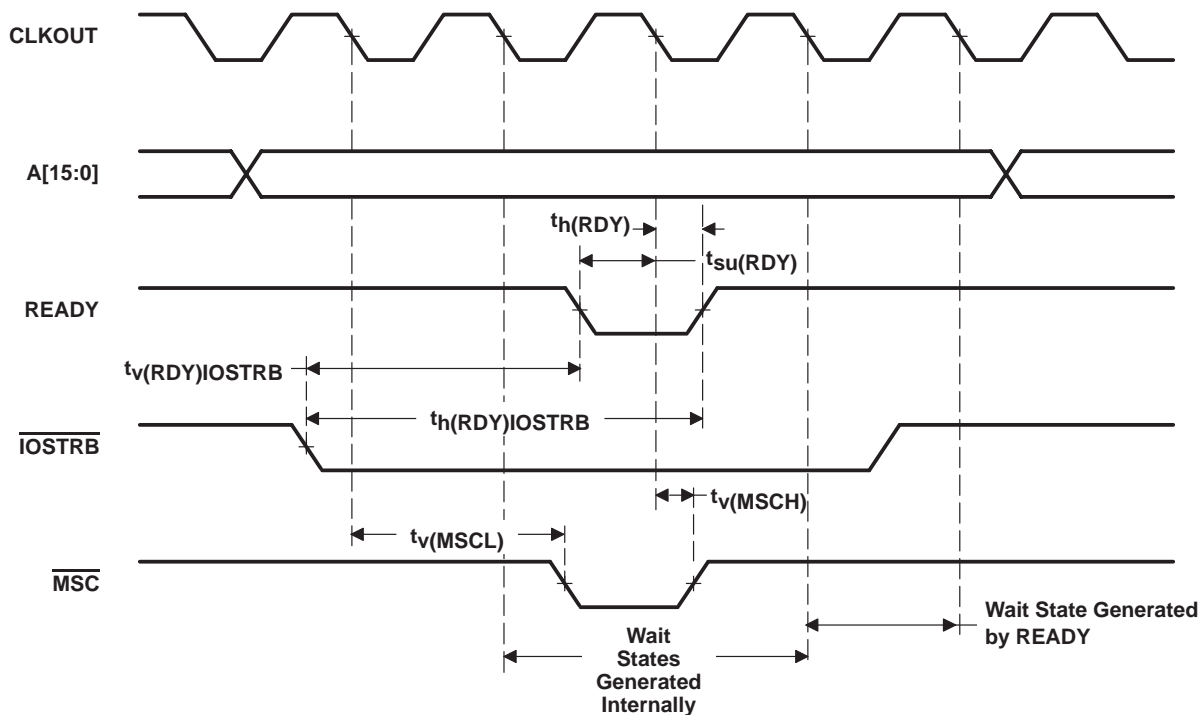 CLKOUT
A[15:0]
th(RDY)
tsu(RDY)
READY
tv(RDY)IOSTRB
th(RDY)IOSTRB
IOSTRB
tv(MSCH)
tv(MSCL)
MSC
Wait State Generated
by READY
Wait
States
Generated
Internally